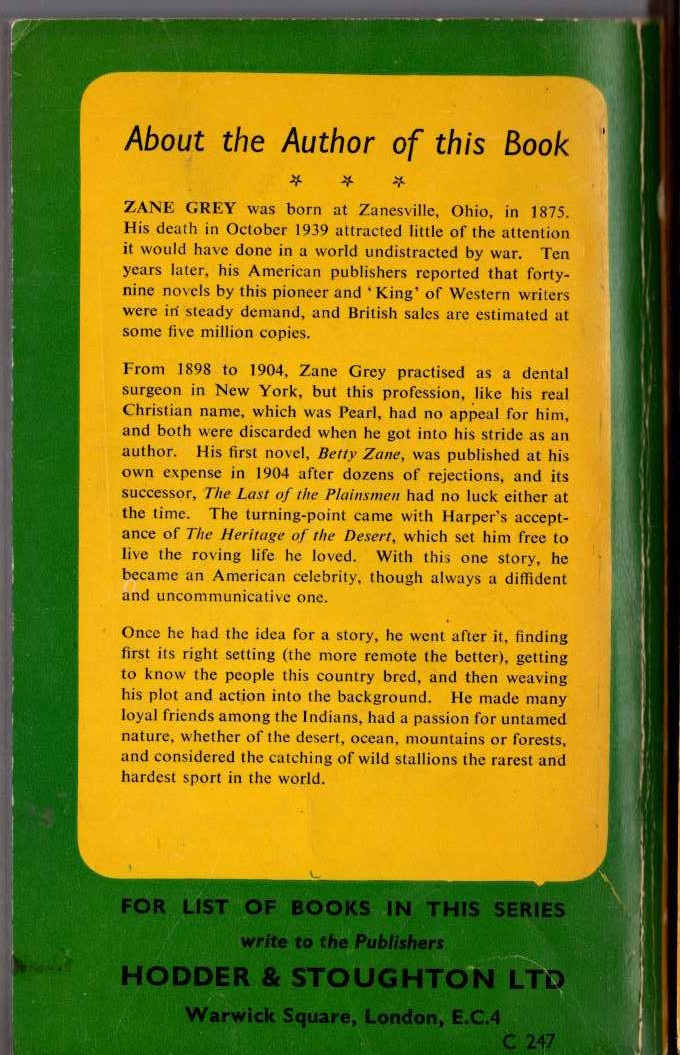 About the Author of this Book
☆ ☆ ☆
ZANE GREY was born at Zanesville, Ohio, in 1875.
His death in October 1939 attracted little of the attention
it would have done in a world undistracted by war. Ten
years later, his American publishers reported that forty-
nine novels by this pioneer and ‘King’ of Western writers
were in steady demand, and British sales are estimated at
some five million copies.
From 1898 to 1904, Zane Grey practised as a dental
surgeon in New York, but this profession, like his real
Christian name, which was Pearl, had no appeal for him,
and both were discarded when he got into his stride as an
author. His first novel, Betty Zane, was published at his
own expense in 1904 after dozens of rejections, and its
successor, The Last of the Plainsmen had no luck either at
the time. The turning-point came with Harper's accept-
ance of The Heritage of the Desert, which set him free to
live the roving life he loved. With this one story, he
became an American celebrity, though always a diffident
and uncommunicative one.
Once he had the idea for a story, he went after it, finding
first its right setting (the more remote the better), getting
to know the people this country bred, and then weaving
his plot and action into the background. He made many
loyal friends among the Indians, had a passion for untamed
nature, whether of the desert, ocean, mountains or forests,
and considered the catching of wild stallions the rarest and
hardest sport in the world.
FOR LIST OF BOOKS IN THIS SERIES
write to the Publishers
HODDER & STOUGHTON LTD
Warwick Square, London, E.C.4
C 247